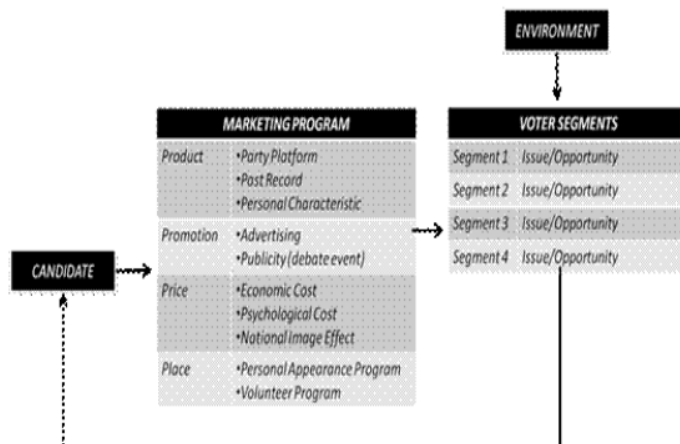 ENVIRONMENT
MARKETING PROGRAM
Product
•Party Platform
•Past Record
•Personal Characteristic
Promotion
•Advertising
•Publicity (debate event)
Price
•Economic Cost
•Psychological Cost
•National Image Effect
Place
•Personal Appearance Program
•Volunteer Program
VOTER SEGMENTS
Segment 1 Issue/Opportunity
Segment 2 Issue/Opportunity
Segment 3 Issue/Opportunity
Segment 4 Issue/Opportunity
CANDIDATE